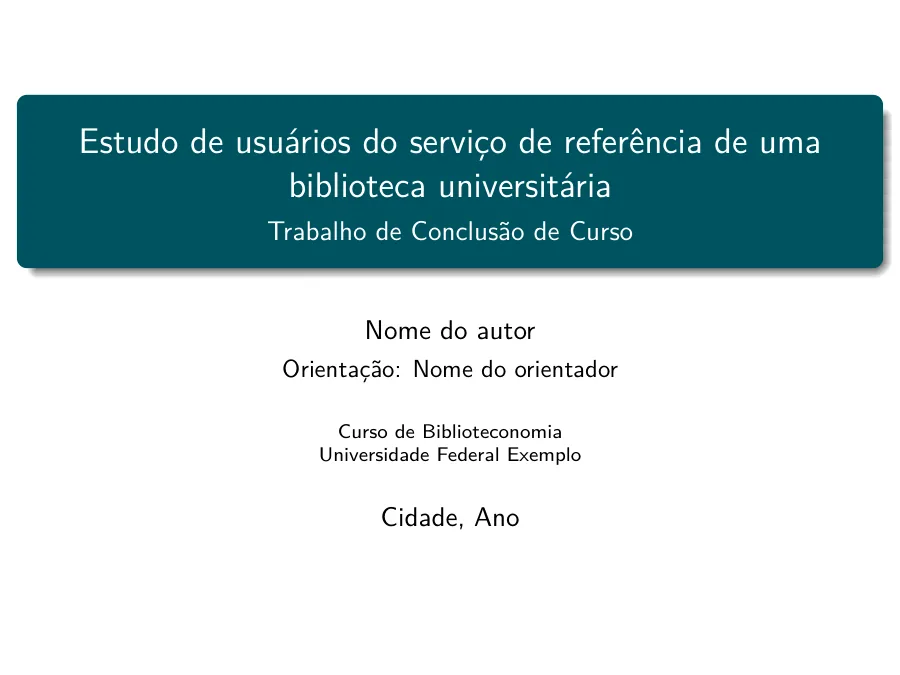 Estudo de usuários do serviço de referência de uma
biblioteca universitária
Trabalho de Conclusão de Curso
Nome do autor
Orientação: Nome do orientador
Curso de Biblioteconomia
Universidade Federal Exemplo
Cidade, Ano